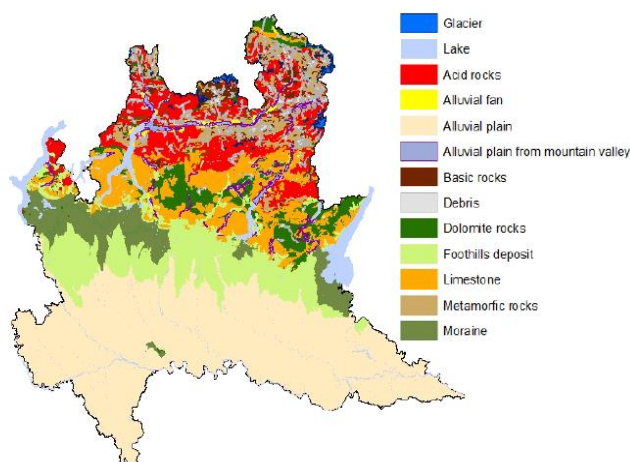 Glacier
Lake
Acid rocks
Alluvial fan
Alluvial plain
Alluvial plain from mountain valley
Basic rocks
Debris
Dolomite rocks
Foothills deposit
Limestone
Metamorfic rocks
Moraine